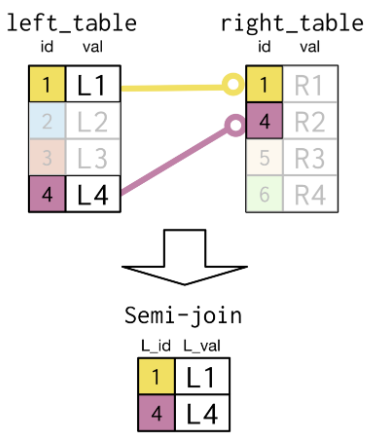 left_table right_table
id val id val
1 L1 1 R1
2 L2 4 R2
3 L3 5 R3
4 L4 6 R4
Semi-join
L_id L_val
1 L1
4 L4